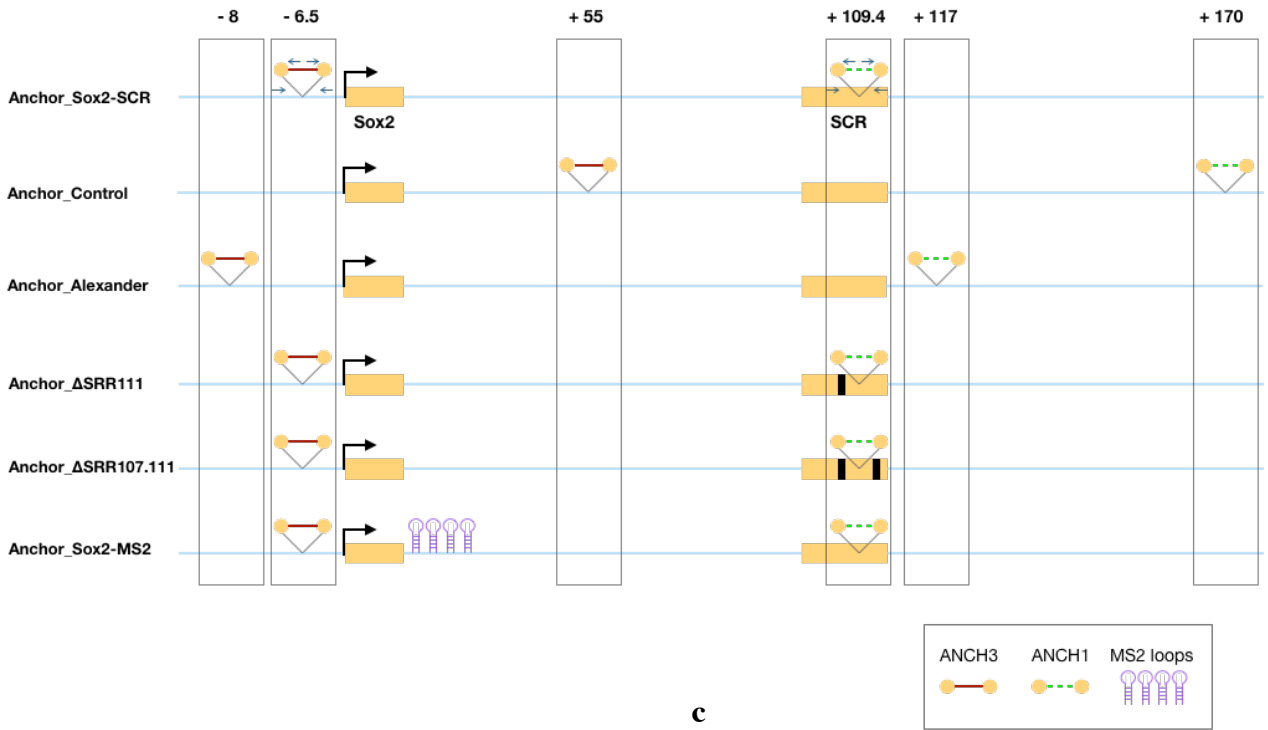 - 8 - 6.5 + 55 + 109.4 + 117 + 170
Anchor_Sox2-SCR
Sox2 SCR
Anchor_Control
Anchor_Alexander
Anchor_ΔSRR111
Anchor_ΔSRR107.111
Anchor_Sox2-MS2
ANCH3 ANCH1 MS2 loops
c